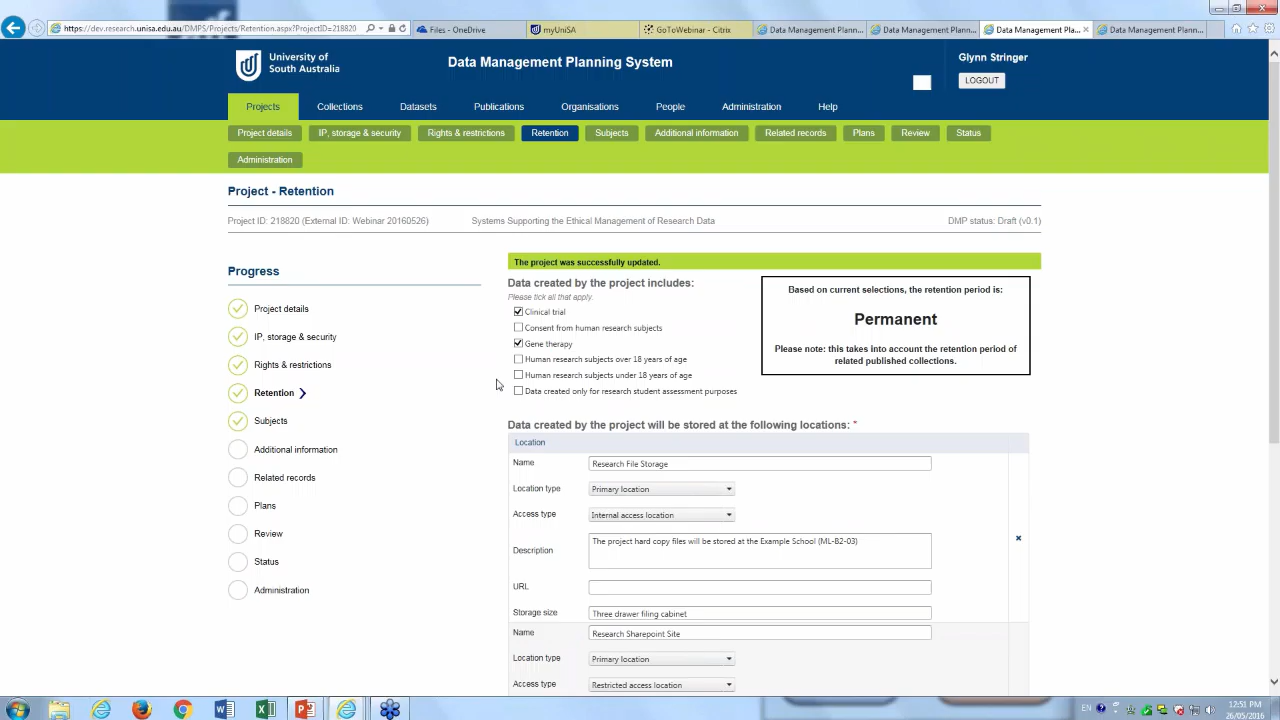 https://dev.research.unisa.edu.au/DMPS/Projects/Retention.aspx?ProjectID=218820
Files - OneDrive
myUniSA
GoToWebinar - Citrix
Data Management Planning...
Data Management Planning...
Data Management Pla...
Data Management Planning...
University of
South Australia
Data Management Planning System
Glynn Stringer
LOGOUT
Projects
Collections
Datasets
Publications
Organisations
People
Administration
Help
Project details
IP, storage & security
Rights & restrictions
Retention
Subjects
Additional information
Related records
Plans
Review
Status
Administration
Project - Retention
Project ID: 218820 (External ID: Webinar 20160526)
Systems Supporting the Ethical Management of Research Data
DMP status: Draft (v0.1)
Progress
Project details
IP, storage & security
Rights & restrictions
Retention
Subjects
Additional information
Related records
Plans
Review
Status
Administration
The project was successfully updated.
Data created by the project includes:
Please tick all that apply.
Clinical trial
Consent from human research subjects
Gene therapy
Human research subjects over 18 years of age
Human research subjects under 18 years of age
Data created only for research student assessment purposes
Based on current selections, the retention period is:
Permanent
Please note: this takes into account the retention period of
related published collections.
Data created by the project will be stored at the following locations: *
Location
Name
Research File Storage
Location type
Primary location
Access type
Internal access location
Description
The project hard copy files will be stored at the Example School (ML-B2-03)
URL
Storage size
Three drawer filing cabinet
Name
Research Sharepoint Site
Location type
Primary location
Access type
Restricted access location
EN
12:51 PM
26/05/2016